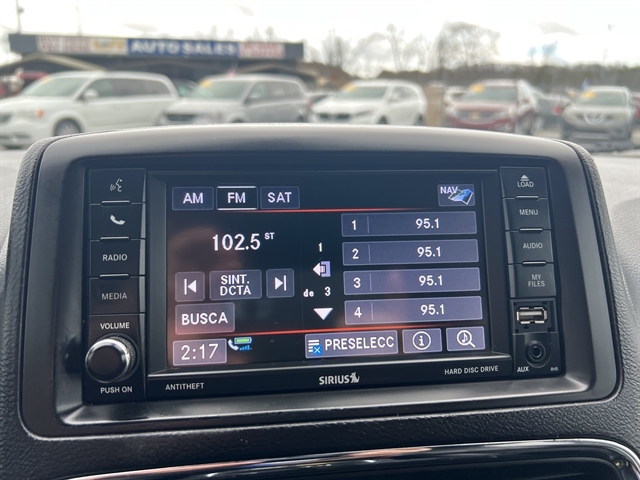 AUTO SALES
LOAD
AM FM SAT NAV
MENU
102.5 ST
1 95.1
RADIO
1
2 95.1
AUDIO
SINT. DCTA
de 3
3 95.1
MEDIA
MY FILES
BUSCA
4 95.1
VOLUME
2:17
PRESELECC
PUSH ON
AUX
ANTITHEFT
SIRIUS
HARD DISC DRIVE